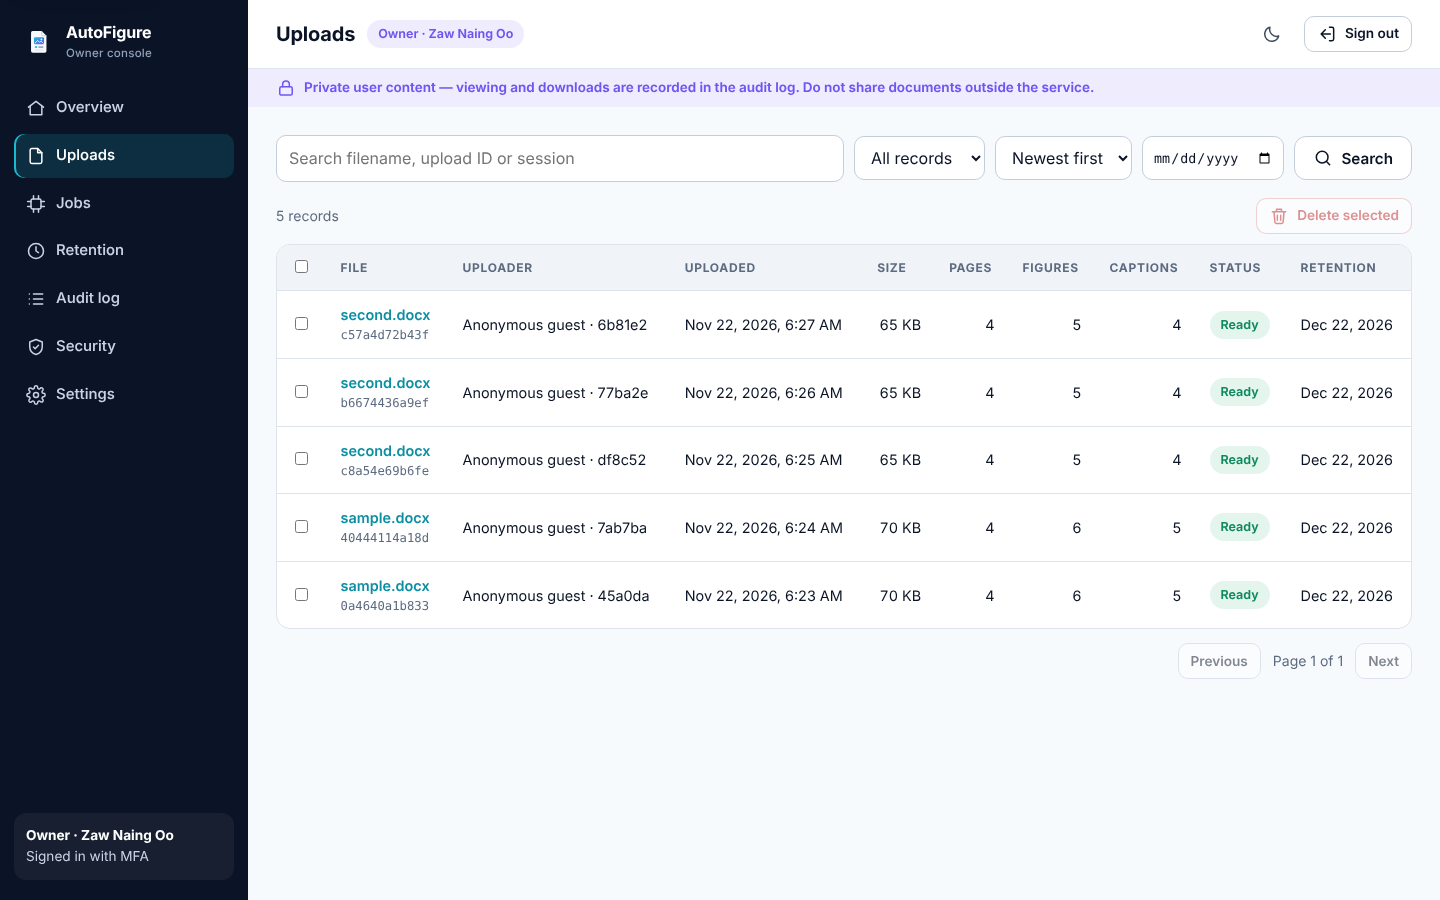 AutoFigure
Owner console
Overview
Uploads
Jobs
Retention
Audit log
Security
Settings
Owner · Zaw Naing Oo
Signed in with MFA
Uploads
Owner · Zaw Naing Oo
Sign out
Private user content — viewing and downloads are recorded in the audit log. Do not share documents outside the service.
Search filename, upload ID or session
All records
Newest first
mm/dd/yyyy
Search
5 records
Delete selected
FILE UPLOADER UPLOADED SIZE PAGES FIGURES CAPTIONS STATUS RETENTION
second.docx
c57a4d72b43f
Anonymous guest · 6b81e2 Nov 22, 2026, 6:27 AM 65 KB 4 5 4 Ready Dec 22, 2026
second.docx
b6674436a9ef
Anonymous guest · 77ba2e Nov 22, 2026, 6:26 AM 65 KB 4 5 4 Ready Dec 22, 2026
second.docx
c8a54e69b6fe
Anonymous guest · df8c52 Nov 22, 2026, 6:25 AM 65 KB 4 5 4 Ready Dec 22, 2026
sample.docx
40444114a18d
Anonymous guest · 7ab7ba Nov 22, 2026, 6:24 AM 70 KB 4 6 5 Ready Dec 22, 2026
sample.docx
0a4640a1b833
Anonymous guest · 45a0da Nov 22, 2026, 6:23 AM 70 KB 4 6 5 Ready Dec 22, 2026
Previous Page 1 of 1 Next